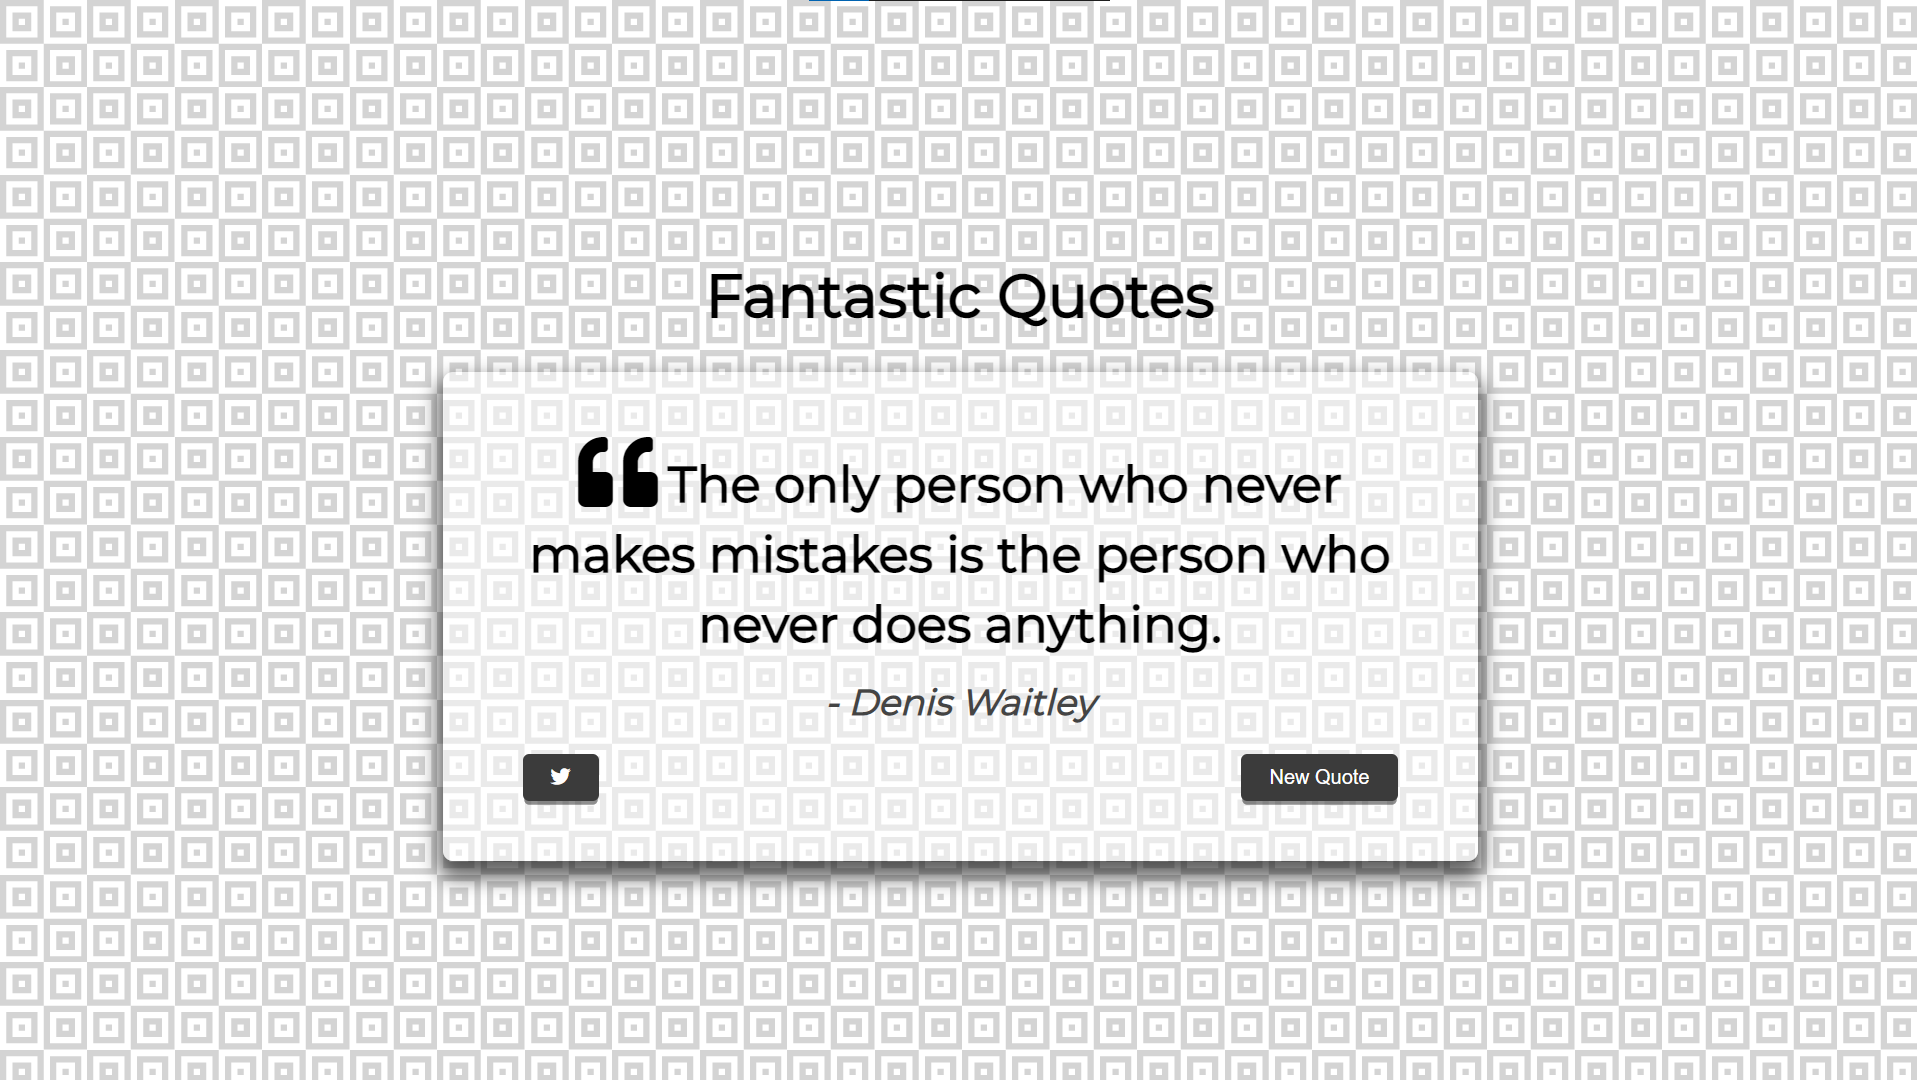 Fantastic Quotes
The only person who never
makes mistakes is the person who
never does anything.
- Denis Waitley
New Quote